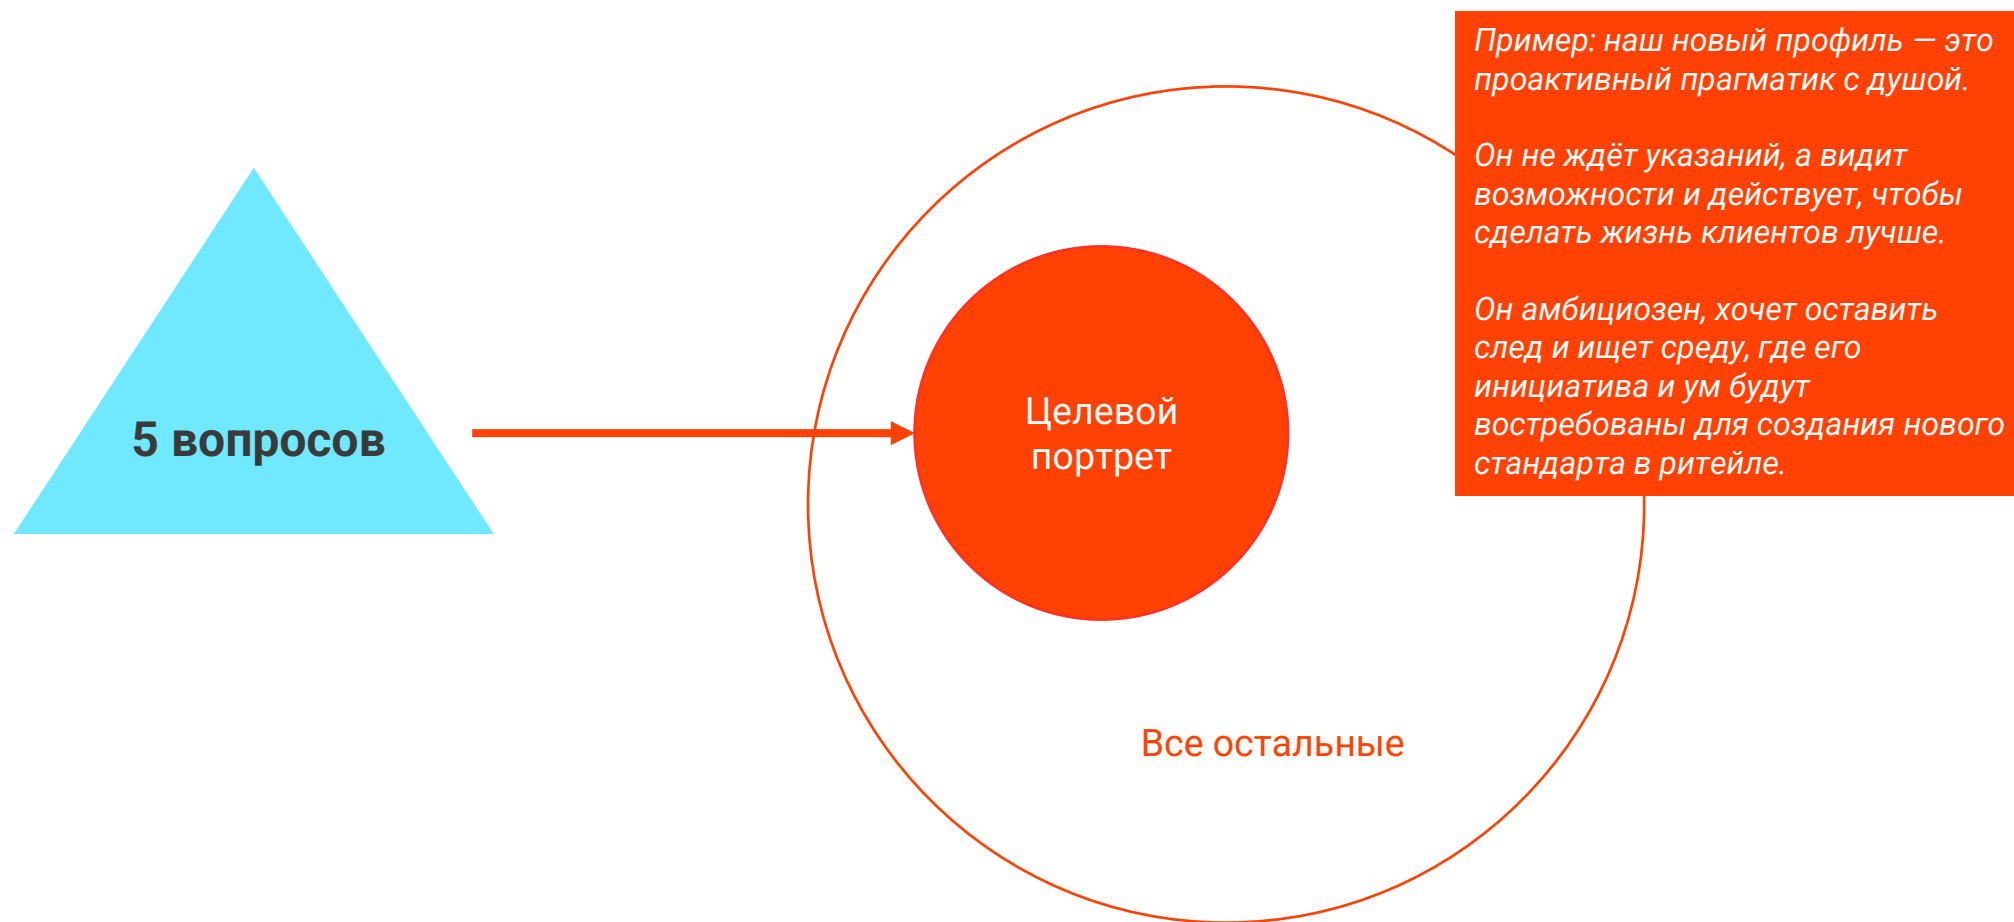 5 вопросов
Целевой
портрет
Все остальные
Пример: наш новый профиль — это
проактивный прагматик с душой.
Он не ждёт указаний, а видит
возможности и действует, чтобы
сделать жизнь клиентов лучше.
Он амбициозен, хочет оставить
след и ищет среду, где его
инициатива и ум будут
востребованы для создания нового
стандарта в ритейле.